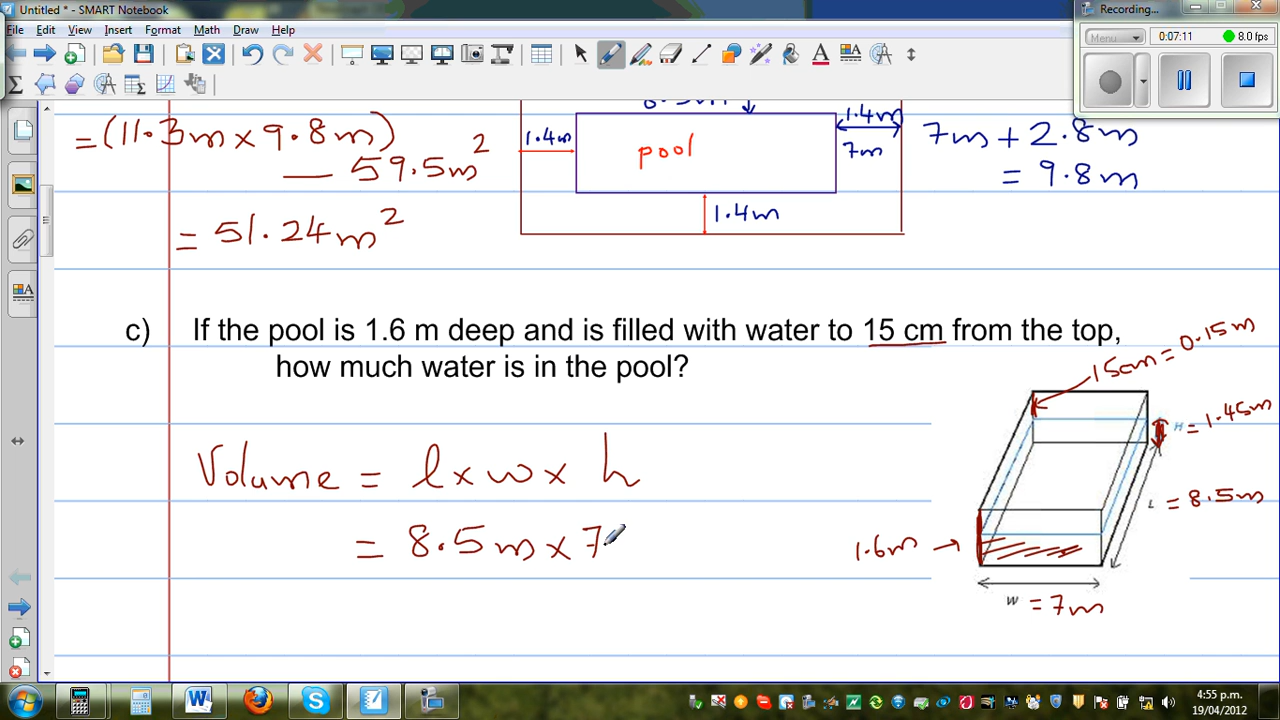 Untitled * - SMART Notebook
File Edit View Insert Format Math Draw Help
Recording...
Menu 0:07:11 8.0 fps
=(11.3m × 9.8m)
— 59.5m²
= 51.24m²
1.4m
pool
1.4m
7m
1.4m
7m + 2.8m
= 9.8m
c) If the pool is 1.6 m deep and is filled with water to 15 cm from the top,
how much water is in the pool?
15cm = 0.15m
H = 1.45m
L = 8.5m
1.6m →
W = 7m
Volume = l × w × h
= 8.5m × 7
4:55 p.m.
19/04/2012